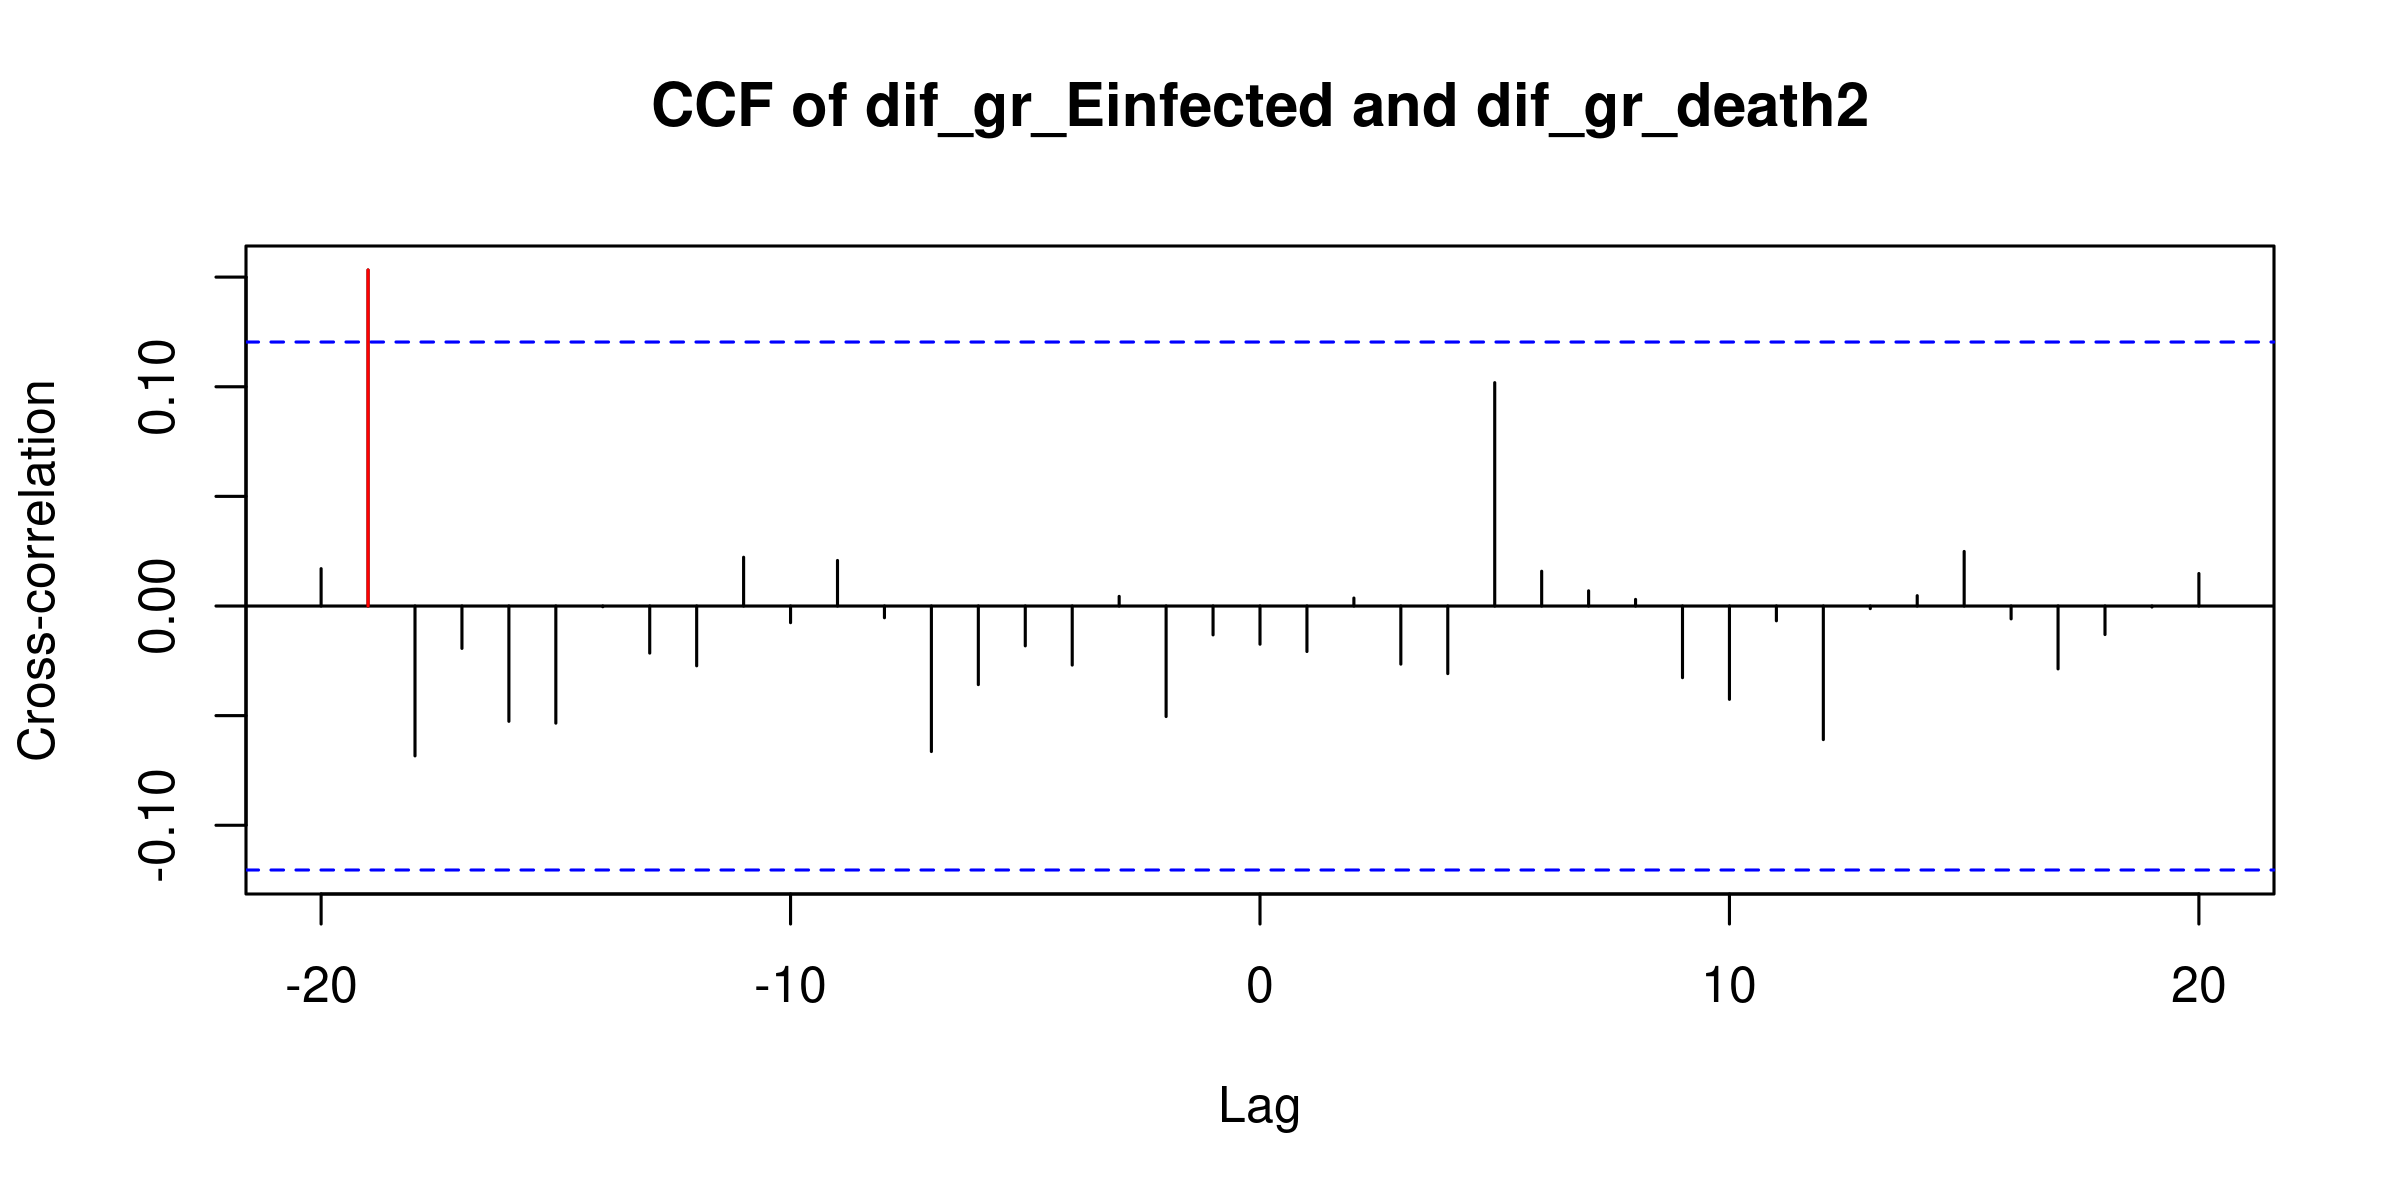 CCF of dif_gr_Einfected and dif_gr_death2
Cross-correlation
0.10
0.00
-0.10
-20 -10 0 10 20
Lag